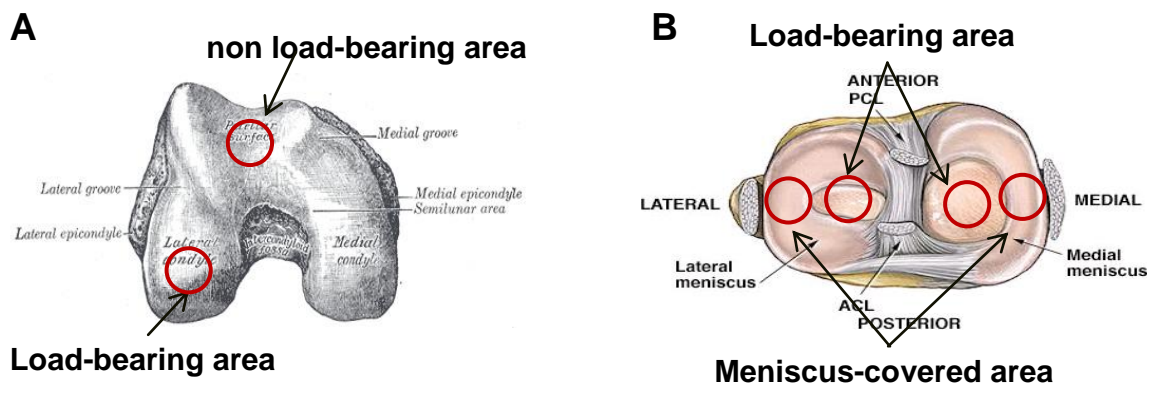 A
non load-bearing area
Patellar
surface
Medial groove
Lateral groove
Medial epicondyle
Semilunar area
Lateral epicondyle
Lateral
condyle
Intercondyloid
fossa
Medial
condyle
Load-bearing area
B
Load-bearing area
ANTERIOR
PCL
LATERAL
MEDIAL
Lateral
meniscus
Medial
meniscus
ACL
POSTERIOR
Meniscus-covered area